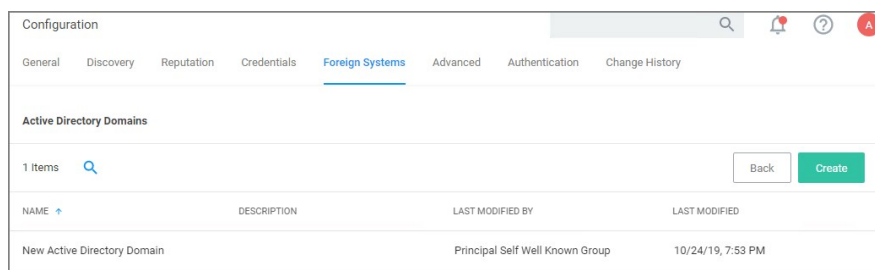 Configuration
A
General Discovery Reputation Credentials Foreign Systems Advanced Authentication Change History
Active Directory Domains
1 Items Back Create
NAME DESCRIPTION LAST MODIFIED BY LAST MODIFIED
New Active Directory Domain Principal Self Well Known Group 10/24/19, 7:53 PM